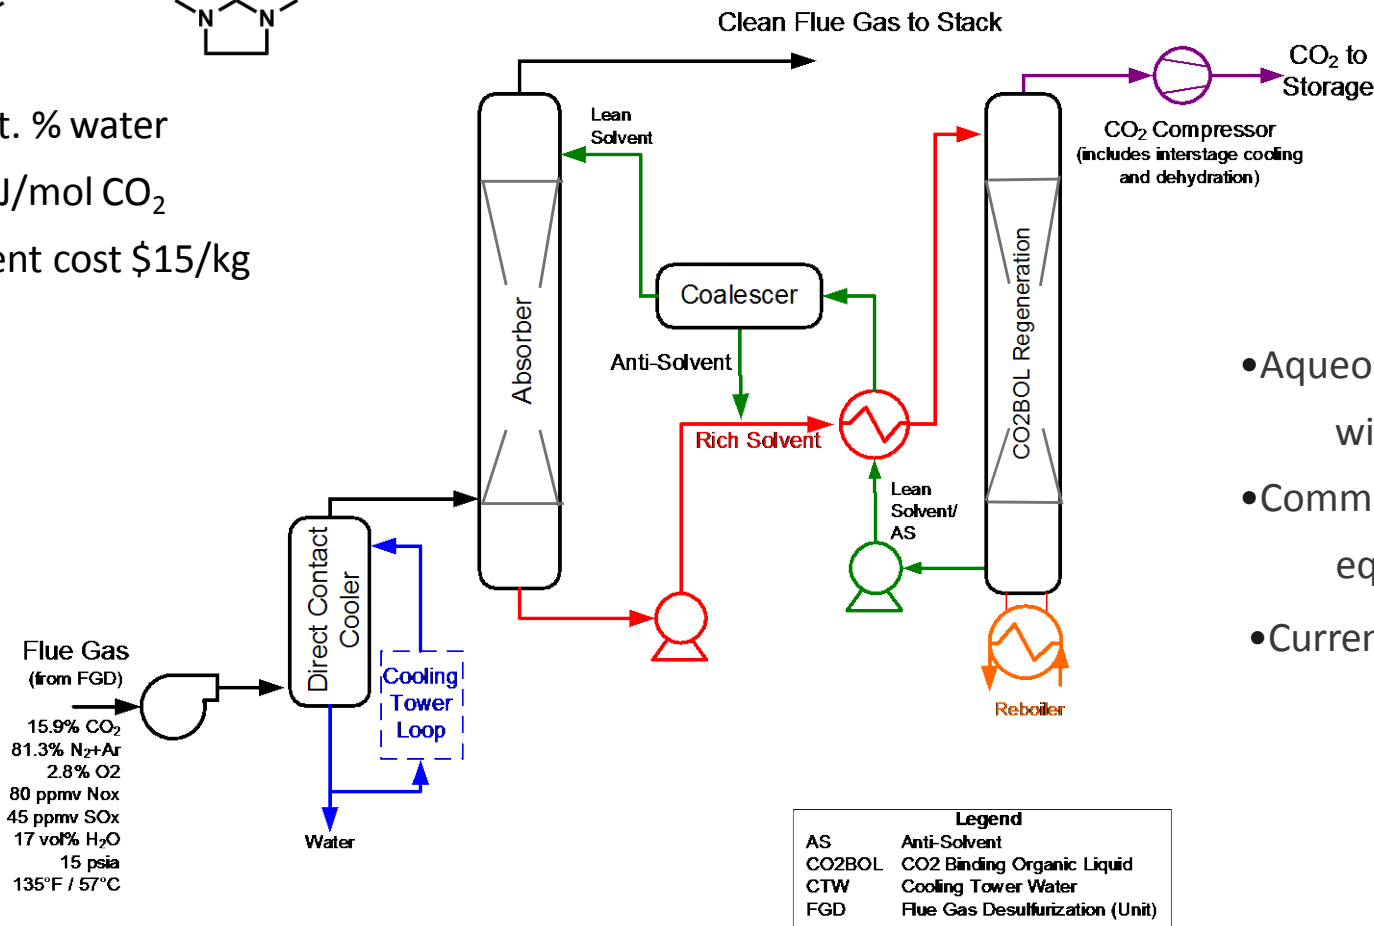 N N
t. % water
J/mol CO₂
ent cost $15/kg
Clean Flue Gas to Stack
CO₂ to
Storage
Lean
Solvent
CO₂ Compressor
(includes interstage cooling
and dehydration)
Coalescer
Absorber
CO2BOL Regeneration
Anti-Solvent
Rich Solvent
Lean
Solvent/
AS
•Aqueo
wi
•Comm
eq
•Curren
Direct Contact
Cooler
Cooling
Tower
Loop
Reboiler
Flue Gas
(from FGD)
15.9% CO₂
81.3% N₂+Ar
2.8% O2
80 ppmv Nox
45 ppmv SOx
17 vol% H₂O
15 psia
135°F / 57°C
Water
Legend
AS Anti-Solvent
CO2BOL CO2 Binding Organic Liquid
CTW Cooling Tower Water
FGD Flue Gas Desulfurization (Unit)